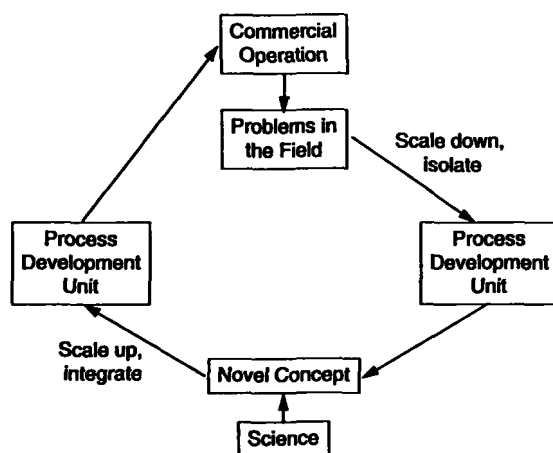 Commercial
Operation
Problems in
the Field
Scale down,
isolate
Process
Development
Unit
Process
Development
Unit
Scale up,
integrate
Novel Concept
Science